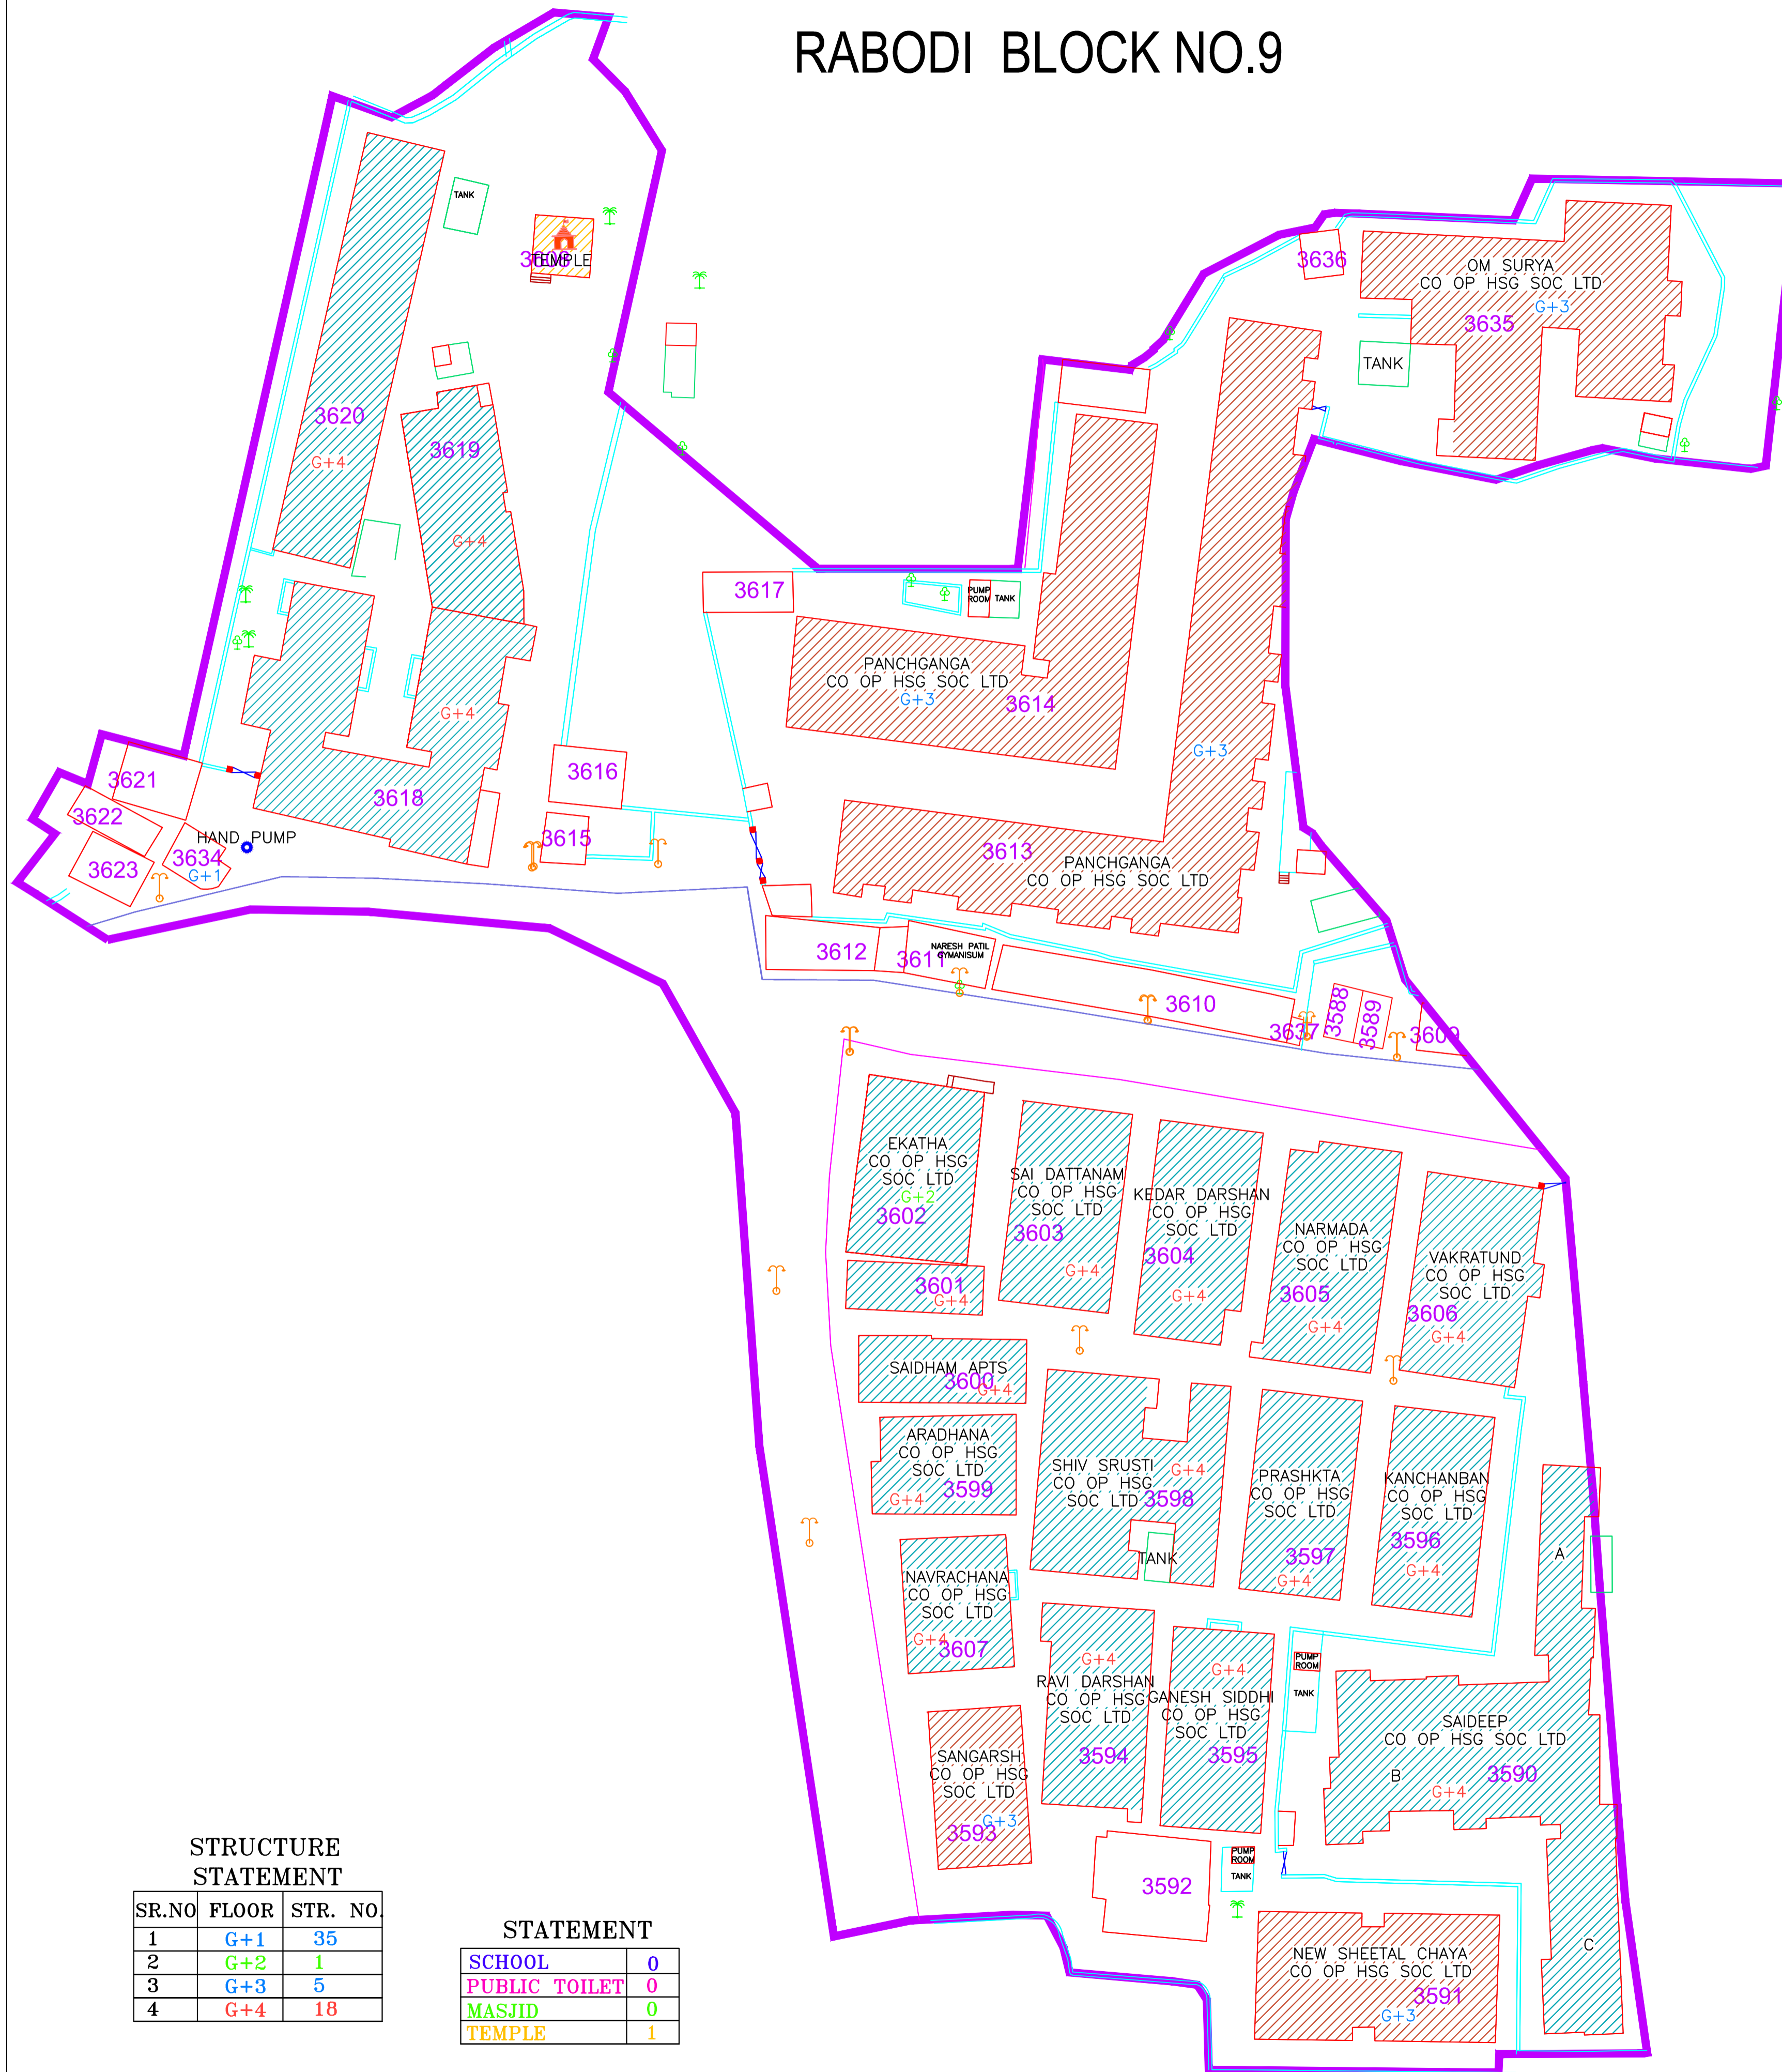 RABODI BLOCK NO.9
TANK
TEMPLE
3636
OM SURYA
CO OP HSG SOC LTD
G+3
3635
TANK
3620
G+4
3619
G+4
3617
PUMP
ROOM
TANK
PANCHGANGA
CO OP HSG SOC LTD
G+3
3614
G+3
G+4
3618
3616
3615
3621
3622
3623
HAND PUMP
3634
G+1
3613
PANCHGANGA
CO OP HSG SOC LTD
3612
3611
NARESH PATIL
GYMANISUM
3610
3637
3588
3589
3609
EKATHA
CO OP HSG
SOC LTD
G+2
3602
SAI DATTANAM
CO OP HSG
SOC LTD
3603
G+4
KEDAR DARSHAN
CO OP HSG
SOC LTD
3604
G+4
NARMADA
CO OP HSG
SOC LTD
3605
G+4
VAKRATUND
CO OP HSG
SOC LTD
3606
G+4
3601
G+4
SAIDHAM APTS
3600
G+4
ARADHANA
CO OP HSG
SOC LTD
3599
G+4
SHIV SRUSTI
CO OP HSG
SOC LTD
G+4
3598
TANK
PRASHKTA
CO OP HSG
SOC LTD
3597
G+4
KANCHANBAN
CO OP HSG
SOC LTD
3596
G+4
A
NAVRACHANA
CO OP HSG
SOC LTD
G+4
3607
G+4
RAVI DARSHAN
CO OP HSG
SOC LTD
3594
G+4
GANESH SIDDHI
CO OP HSG
SOC LTD
3595
PUMP
ROOM
TANK
SAIDEEP
CO OP HSG SOC LTD
B
G+4
3590
C
SANGARSH
CO OP HSG
SOC LTD
G+3
3593
3592
PUMP
ROOM
TANK
NEW SHEETAL CHAYA
CO OP HSG SOC LTD
3591
G+3
STRUCTURE
STATEMENT
SR.NO FLOOR STR. NO.
1 G+1 35
2 G+2 1
3 G+3 5
4 G+4 18
STATEMENT
SCHOOL 0
PUBLIC TOILET 0
MASJID 0
TEMPLE 1